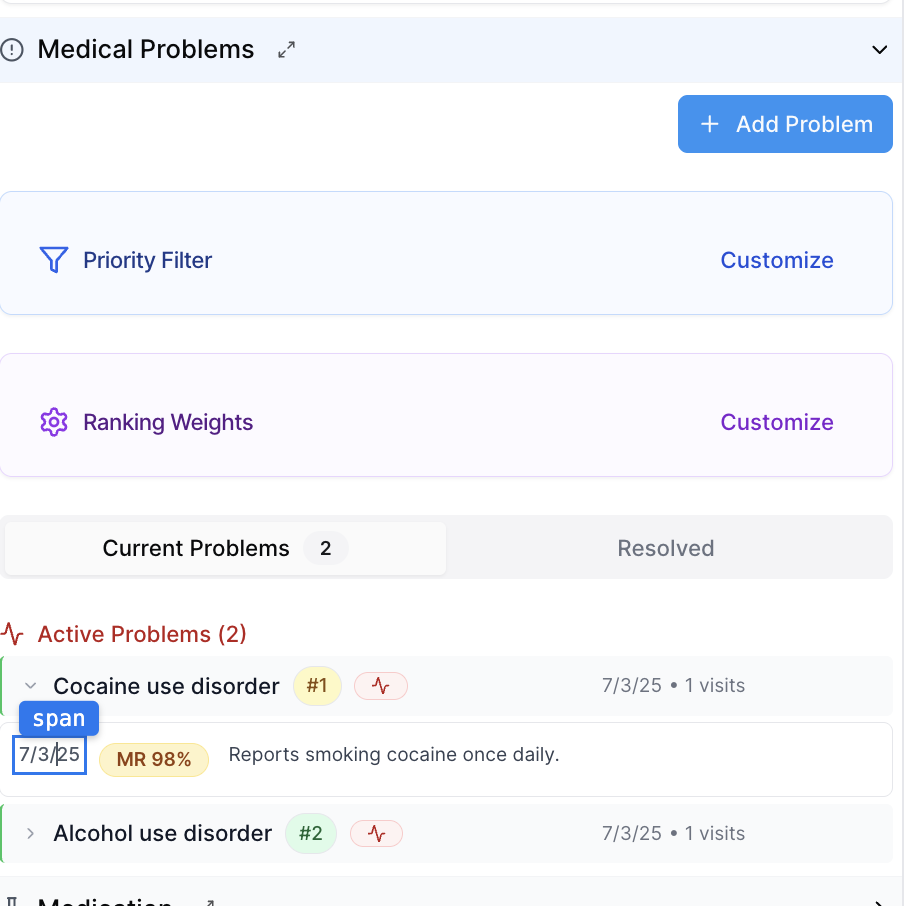 Medical Problems
+ Add Problem
Priority Filter Customize
Ranking Weights Customize
Current Problems 2 Resolved
Active Problems (2)
Cocaine use disorder #1 7/3/25 • 1 visits
span
7/3/25 MR 98% Reports smoking cocaine once daily.
Alcohol use disorder #2 7/3/25 • 1 visits
Medication